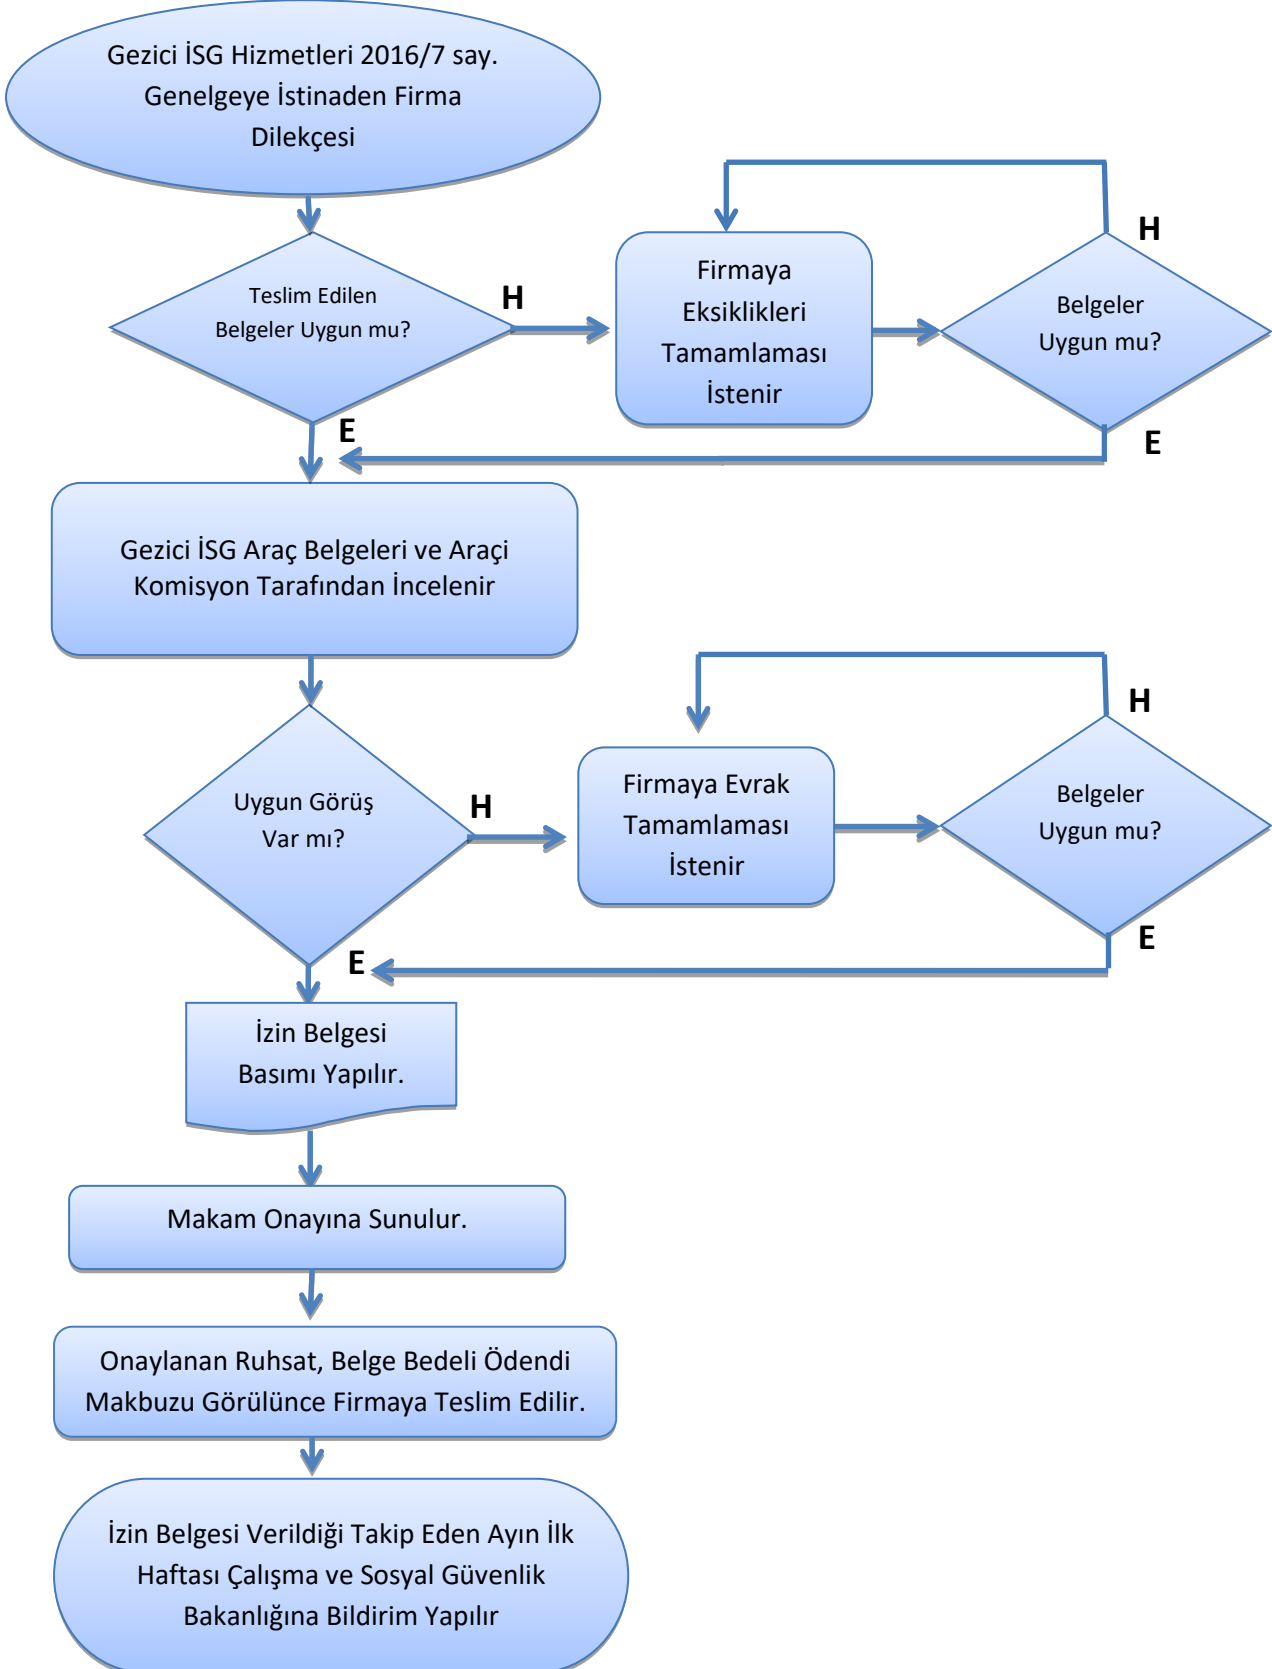 Gezici İSG Hizmetleri 2016/7 say.
Genelgeye İstinaden Firma
Dilekçesi
Teslim Edilen
Belgeler Uygun mu?
H
Firmaya
Eksiklikleri
Tamamlaması
İstenir
H
Belgeler
Uygun mu?
E
E
Gezici İSG Araç Belgeleri ve Araçi
Komisyon Tarafından İncelenir
Uygun Görüş
Var mı?
H
Firmaya Evrak
Tamamlaması
İstenir
H
Belgeler
Uygun mu?
E
E
İzin Belgesi
Basımı Yapılır.
Makam Onayına Sunulur.
Onaylanan Ruhsat, Belge Bedeli Ödendi
Makbuzu Görülünce Firmaya Teslim Edilir.
İzin Belgesi Verildiği Takip Eden Ayın İlk
Haftası Çalışma ve Sosyal Güvenlik
Bakanlığına Bildirim Yapılır